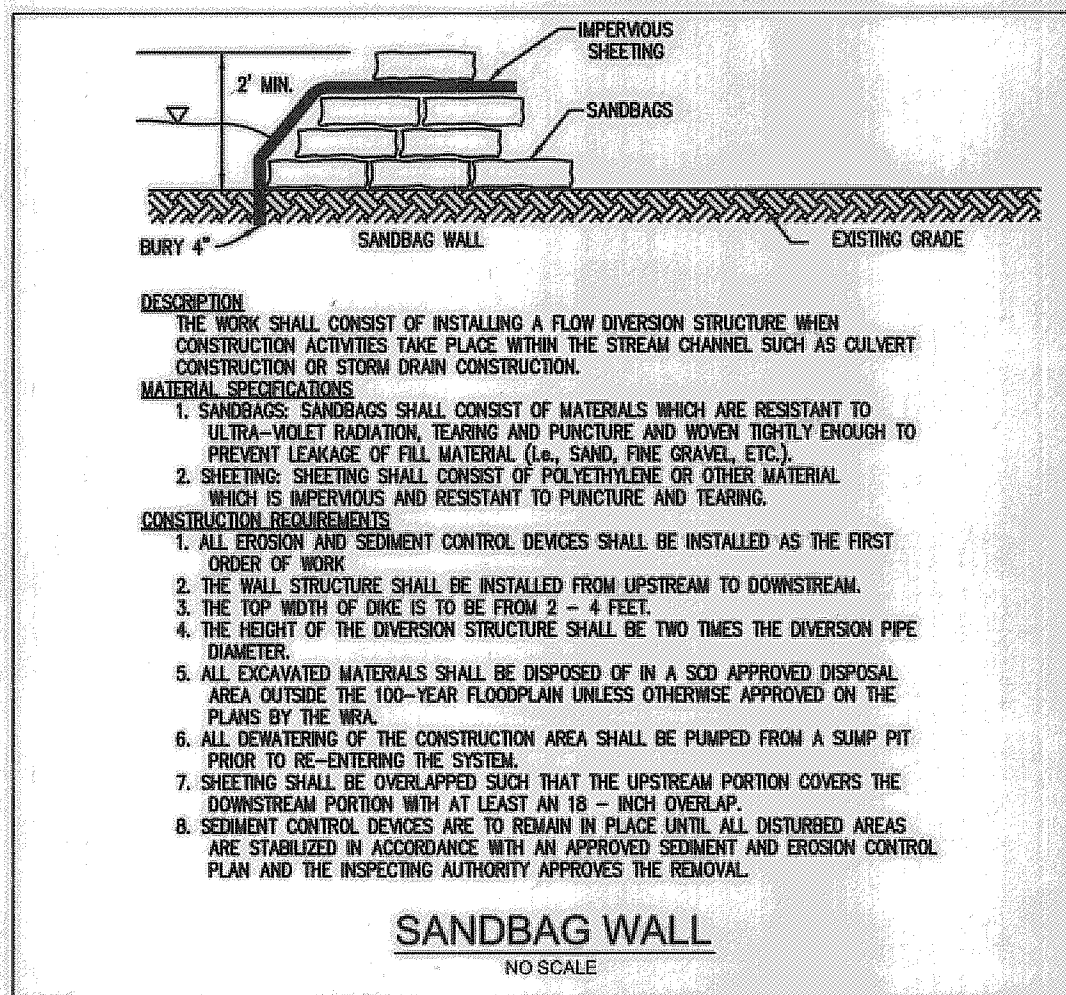 IMPERVIOUS
SHEETING
2' MIN.
SANDBAGS
BURY 4"
SANDBAG WALL
EXISTING GRADE
DESCRIPTION
THE WORK SHALL CONSIST OF INSTALLING A FLOW DIVERSION STRUCTURE WHEN
CONSTRUCTION ACTIVITIES TAKE PLACE WITHIN THE STREAM CHANNEL SUCH AS CULVERT
CONSTRUCTION OR STORM DRAIN CONSTRUCTION.
MATERIAL SPECIFICATIONS
1. SANDBAGS: SANDBAGS SHALL CONSIST OF MATERIALS WHICH ARE RESISTANT TO
ULTRA-VIOLET RADIATION, TEARING AND PUNCTURE AND WOVEN TIGHTLY ENOUGH TO
PREVENT LEAKAGE OF FILL MATERIAL (i.e., SAND, FINE GRAVEL, ETC.).
2. SHEETING: SHEETING SHALL CONSIST OF POLYETHYLENE OR OTHER MATERIAL
WHICH IS IMPERVIOUS AND RESISTANT TO PUNCTURE AND TEARING.
CONSTRUCTION REQUIREMENTS
1. ALL EROSION AND SEDIMENT CONTROL DEVICES SHALL BE INSTALLED AS THE FIRST
ORDER OF WORK
2. THE WALL STRUCTURE SHALL BE INSTALLED FROM UPSTREAM TO DOWNSTREAM.
3. THE TOP WIDTH OF DIKE IS TO BE FROM 2 - 4 FEET.
4. THE HEIGHT OF THE DIVERSION STRUCTURE SHALL BE TWO TIMES THE DIVERSION PIPE
DIAMETER.
5. ALL EXCAVATED MATERIALS SHALL BE DISPOSED OF IN A SCD APPROVED DISPOSAL
AREA OUTSIDE THE 100-YEAR FLOODPLAIN UNLESS OTHERWISE APPROVED ON THE
PLANS BY THE WRA.
6. ALL DEWATERING OF THE CONSTRUCTION AREA SHALL BE PUMPED FROM A SUMP PIT
PRIOR TO RE-ENTERING THE SYSTEM.
7. SHEETING SHALL BE OVERLAPPED SUCH THAT THE UPSTREAM PORTION COVERS THE
DOWNSTREAM PORTION WITH AT LEAST AN 18 - INCH OVERLAP.
8. SEDIMENT CONTROL DEVICES ARE TO REMAIN IN PLACE UNTIL ALL DISTURBED AREAS
ARE STABILIZED IN ACCORDANCE WITH AN APPROVED SEDIMENT AND EROSION CONTROL
PLAN AND THE INSPECTING AUTHORITY APPROVES THE REMOVAL.
SANDBAG WALL
NO SCALE